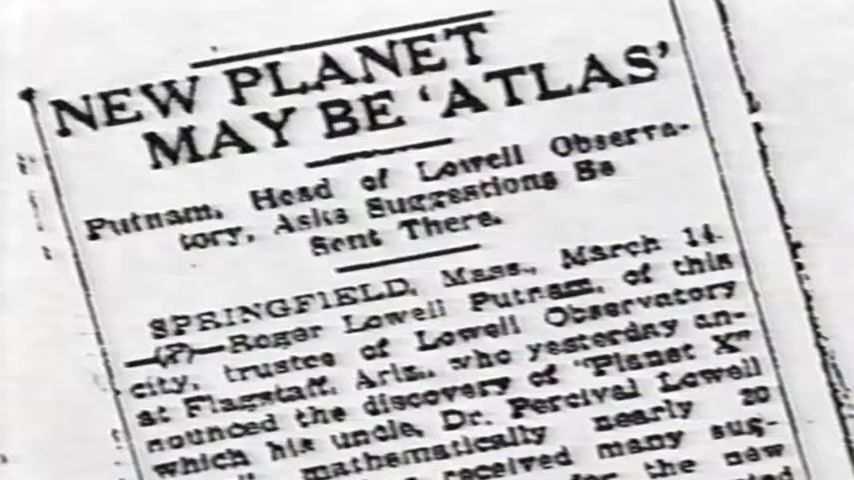 NEW PLANET
MAY BE 'ATLAS'
Putnam, Head of Lowell Observa-
tory, Asks Suggestions Be
Sent There.
SPRINGFIELD, Mass., March 14.
—(P)—Roger Lowell Putnam, of this
city, trustee of Lowell Observatory
at Flagstaff, Ariz., who yesterday an-
nounced the discovery of "Planet X"
which his uncle, Dr. Percival Lowell
mathematically nearly 20
received many sug-
the new